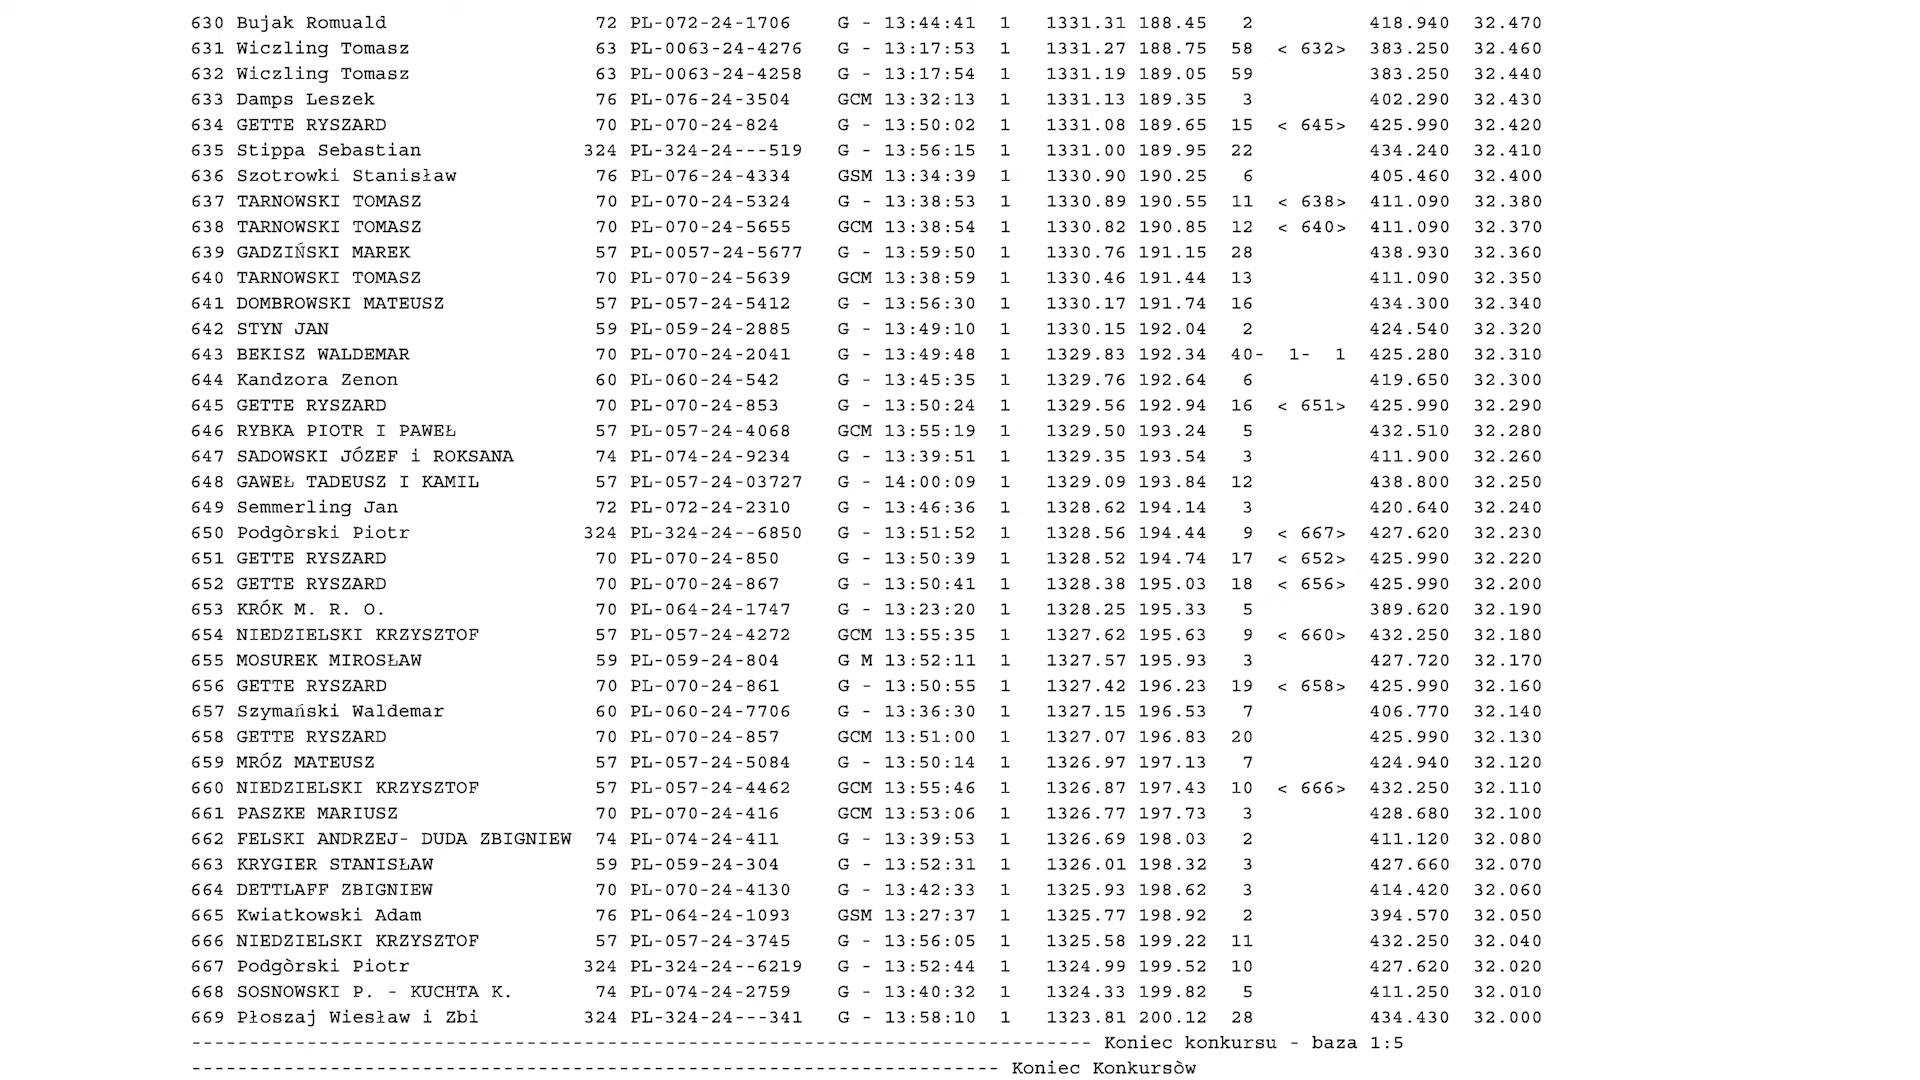 630 Bujak Romuald 72 PL-072-24-1706 G - 13:44:41 1 1331.31 188.45 2 418.940 32.470
631 Wiczling Tomasz 63 PL-0063-24-4276 G - 13:17:53 1 1331.27 188.75 58 < 632> 383.250 32.460
632 Wiczling Tomasz 63 PL-0063-24-4258 G - 13:17:54 1 1331.19 189.05 59 383.250 32.440
633 Damps Leszek 76 PL-076-24-3504 GCM 13:32:13 1 1331.13 189.35 3 402.290 32.430
634 GETTE RYSZARD 70 PL-070-24-824 G - 13:50:02 1 1331.08 189.65 15 < 645> 425.990 32.420
635 Stippa Sebastian 324 PL-324-24---519 G - 13:56:15 1 1331.00 189.95 22 434.240 32.410
636 Szotrowki Stanisław 76 PL-076-24-4334 GSM 13:34:39 1 1330.90 190.25 6 405.460 32.400
637 TARNOWSKI TOMASZ 70 PL-070-24-5324 G - 13:38:53 1 1330.89 190.55 11 < 638> 411.090 32.380
638 TARNOWSKI TOMASZ 70 PL-070-24-5655 GCM 13:38:54 1 1330.82 190.85 12 < 640> 411.090 32.370
639 GADZIŃSKI MAREK 57 PL-0057-24-5677 G - 13:59:50 1 1330.76 191.15 28 438.930 32.360
640 TARNOWSKI TOMASZ 70 PL-070-24-5639 GCM 13:38:59 1 1330.46 191.44 13 411.090 32.350
641 DOMBROWSKI MATEUSZ 57 PL-057-24-5412 G - 13:56:30 1 1330.17 191.74 16 434.300 32.340
642 STYN JAN 59 PL-059-24-2885 G - 13:49:10 1 1330.15 192.04 2 424.540 32.320
643 BEKISZ WALDEMAR 70 PL-070-24-2041 G - 13:49:48 1 1329.83 192.34 40- 1- 1 425.280 32.310
644 Kandzora Zenon 60 PL-060-24-542 G - 13:45:35 1 1329.76 192.64 6 419.650 32.300
645 GETTE RYSZARD 70 PL-070-24-853 G - 13:50:24 1 1329.56 192.94 16 < 651> 425.990 32.290
646 RYBKA PIOTR I PAWEŁ 57 PL-057-24-4068 GCM 13:55:19 1 1329.50 193.24 5 432.510 32.280
647 SADOWSKI JÓZEF i ROKSANA 74 PL-074-24-9234 G - 13:39:51 1 1329.35 193.54 3 411.900 32.260
648 GAWEŁ TADEUSZ I KAMIL 57 PL-057-24-03727 G - 14:00:09 1 1329.09 193.84 12 438.800 32.250
649 Semmerling Jan 72 PL-072-24-2310 G - 13:46:36 1 1328.62 194.14 3 420.640 32.240
650 Podgòrski Piotr 324 PL-324-24--6850 G - 13:51:52 1 1328.56 194.44 9 < 667> 427.620 32.230
651 GETTE RYSZARD 70 PL-070-24-850 G - 13:50:39 1 1328.52 194.74 17 < 652> 425.990 32.220
652 GETTE RYSZARD 70 PL-070-24-867 G - 13:50:41 1 1328.38 195.03 18 < 656> 425.990 32.200
653 KRÓK M. R. O. 70 PL-064-24-1747 G - 13:23:20 1 1328.25 195.33 5 389.620 32.190
654 NIEDZIELSKI KRZYSZTOF 57 PL-057-24-4272 GCM 13:55:35 1 1327.62 195.63 9 < 660> 432.250 32.180
655 MOSUREK MIROSŁAW 59 PL-059-24-804 G M 13:52:11 1 1327.57 195.93 3 427.720 32.170
656 GETTE RYSZARD 70 PL-070-24-861 G - 13:50:55 1 1327.42 196.23 19 < 658> 425.990 32.160
657 Szymański Waldemar 60 PL-060-24-7706 G - 13:36:30 1 1327.15 196.53 7 406.770 32.140
658 GETTE RYSZARD 70 PL-070-24-857 GCM 13:51:00 1 1327.07 196.83 20 425.990 32.130
659 MRÓZ MATEUSZ 57 PL-057-24-5084 G - 13:50:14 1 1326.97 197.13 7 424.940 32.120
660 NIEDZIELSKI KRZYSZTOF 57 PL-057-24-4462 GCM 13:55:46 1 1326.87 197.43 10 < 666> 432.250 32.110
661 PASZKE MARIUSZ 70 PL-070-24-416 GCM 13:53:06 1 1326.77 197.73 3 428.680 32.100
662 FELSKI ANDRZEJ- DUDA ZBIGNIEW 74 PL-074-24-411 G - 13:39:53 1 1326.69 198.03 2 411.120 32.080
663 KRYGIER STANISŁAW 59 PL-059-24-304 G - 13:52:31 1 1326.01 198.32 3 427.660 32.070
664 DETTLAFF ZBIGNIEW 70 PL-070-24-4130 G - 13:42:33 1 1325.93 198.62 3 414.420 32.060
665 Kwiatkowski Adam 76 PL-064-24-1093 GSM 13:27:37 1 1325.77 198.92 2 394.570 32.050
666 NIEDZIELSKI KRZYSZTOF 57 PL-057-24-3745 G - 13:56:05 1 1325.58 199.22 11 432.250 32.040
667 Podgòrski Piotr 324 PL-324-24--6219 G - 13:52:44 1 1324.99 199.52 10 427.620 32.020
668 SOSNOWSKI P. - KUCHTA K. 74 PL-074-24-2759 G - 13:40:32 1 1324.33 199.82 5 411.250 32.010
669 Płoszaj Wiesław i Zbi 324 PL-324-24---341 G - 13:58:10 1 1323.81 200.12 28 434.430 32.000
------------------------------------------------------------------------------ Koniec konkursu - baza 1:5
---------------------------------------------------------------------- Koniec Konkursòw